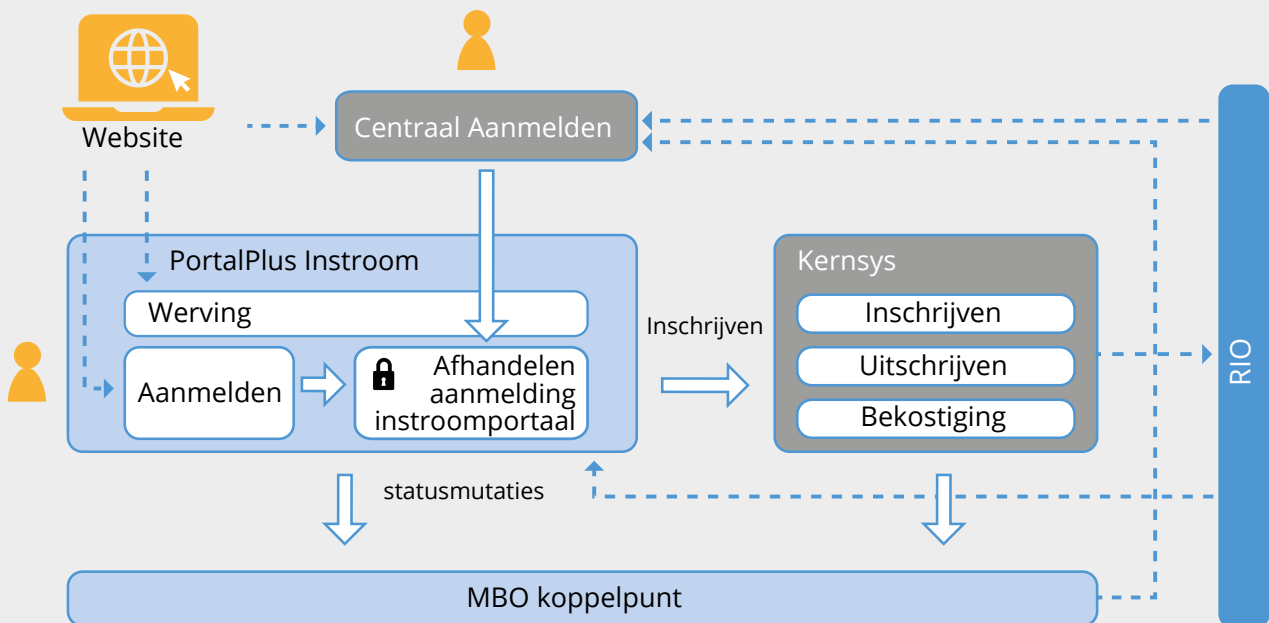 Website
Centraal Aanmelden
PortalPlus Instroom
Werving
Aanmelden
Afhandelen
aanmelding
instroomportaal
Inschrijven
Kernsys
Inschrijven
Uitschrijven
Bekostiging
RIO
statusmutaties
MBO koppelpunt